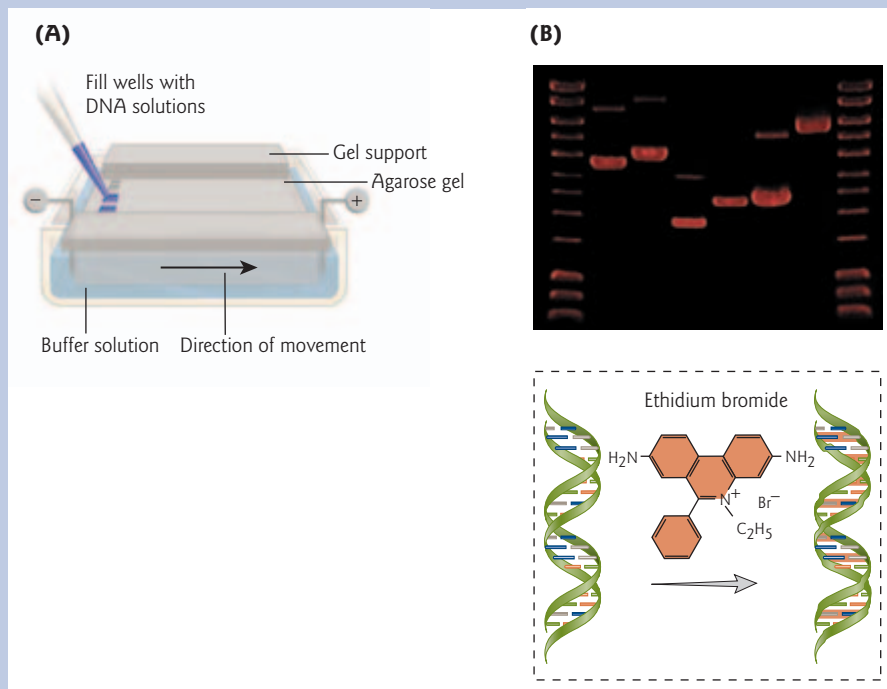 (A)
Fill wells with
DNA solutions
Gel support
Agarose gel
−
+
Buffer solution
Direction of movement
(B)
Ethidium bromide
H₂N
NH₂
N⁺
Br⁻
C₂H₅